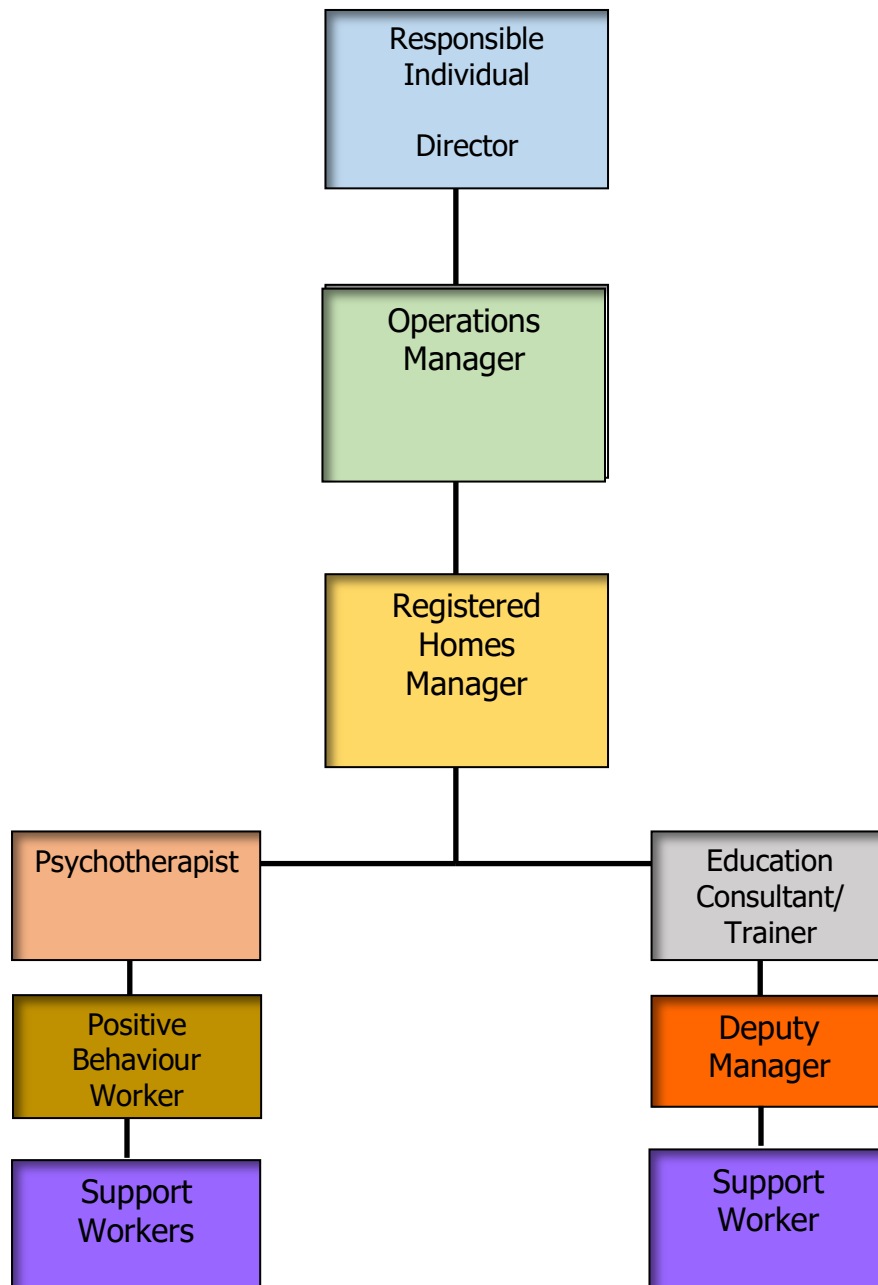 Responsible
Individual
Director
Operations
Manager
Registered
Homes
Manager
Psychotherapist
Education
Consultant/
Trainer
Positive
Behaviour
Worker
Deputy
Manager
Support
Workers
Support
Worker